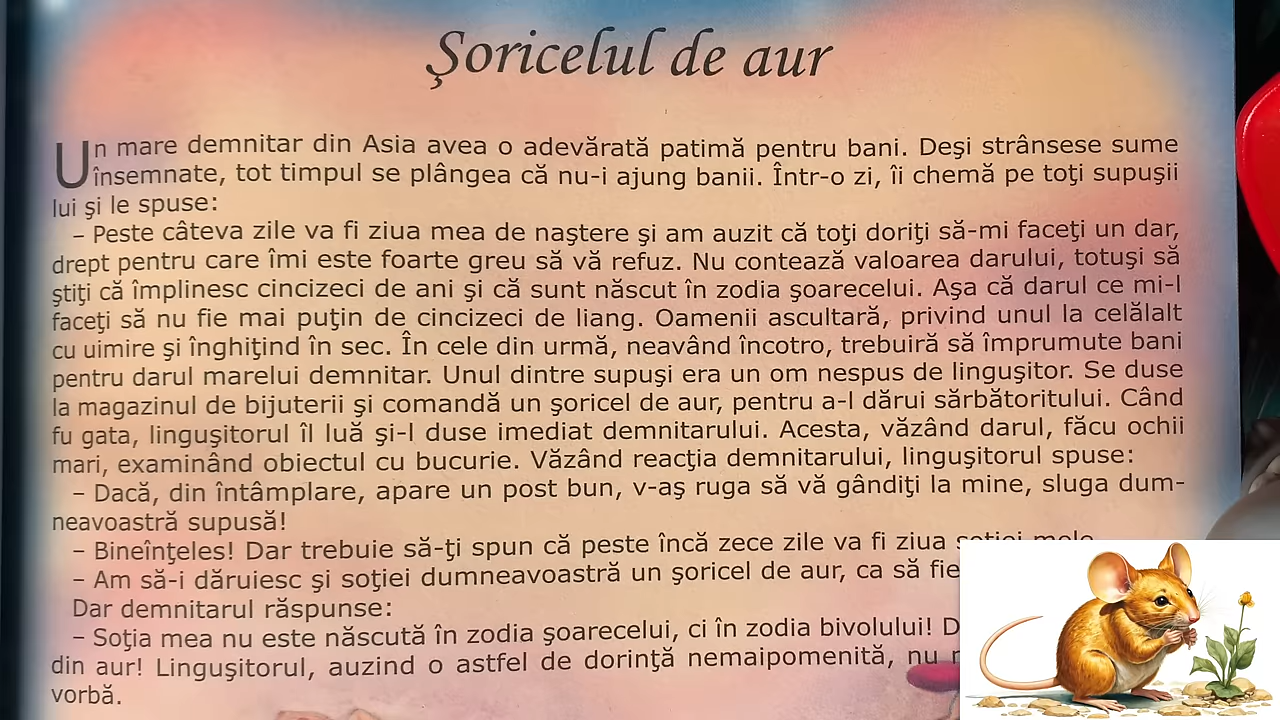 Şoricelul de aur
Un mare demnitar din Asia avea o adevărată patimă pentru bani. Deşi strânsese sume
însemnate, tot timpul se plângea că nu-i ajung banii. Într-o zi, îi chemă pe toţi supuşii
lui şi le spuse:
– Peste câteva zile va fi ziua mea de naştere şi am auzit că toţi doriţi să-mi faceţi un dar,
drept pentru care îmi este foarte greu să vă refuz. Nu contează valoarea darului, totuşi să
ştiţi că împlinesc cincizeci de ani şi că sunt născut în zodia şoarecelui. Aşa că darul ce mi-l
faceţi să nu fie mai puţin de cincizeci de liang. Oamenii ascultară, privind unul la celălalt
cu uimire şi înghiţind în sec. În cele din urmă, neavând încotro, trebuiră să împrumute bani
pentru darul marelui demnitar. Unul dintre supuşi era un om nespus de linguşitor. Se duse
la magazinul de bijuterii şi comandă un şoricel de aur, pentru a-l dărui sărbătoritului. Când
fu gata, linguşitorul îl luă şi-l duse imediat demnitarului. Acesta, văzând darul, făcu ochii
mari, examinând obiectul cu bucurie. Văzând reacţia demnitarului, linguşitorul spuse:
– Dacă, din întâmplare, apare un post bun, v-aş ruga să vă gândiţi la mine, sluga dum-
neavoastră supusă!
– Bineînţeles! Dar trebuie să-ţi spun că peste încă zece zile va fi ziua
– Am să-i dăruiesc şi soţiei dumneavoastră un şoricel de aur, ca să fie
Dar demnitarul răspunse:
– Soţia mea nu este născută în zodia şoarecelui, ci în zodia bivolului!
din aur! Linguşitorul, auzind o astfel de dorinţă nemaipomenită, nu
vorbă.